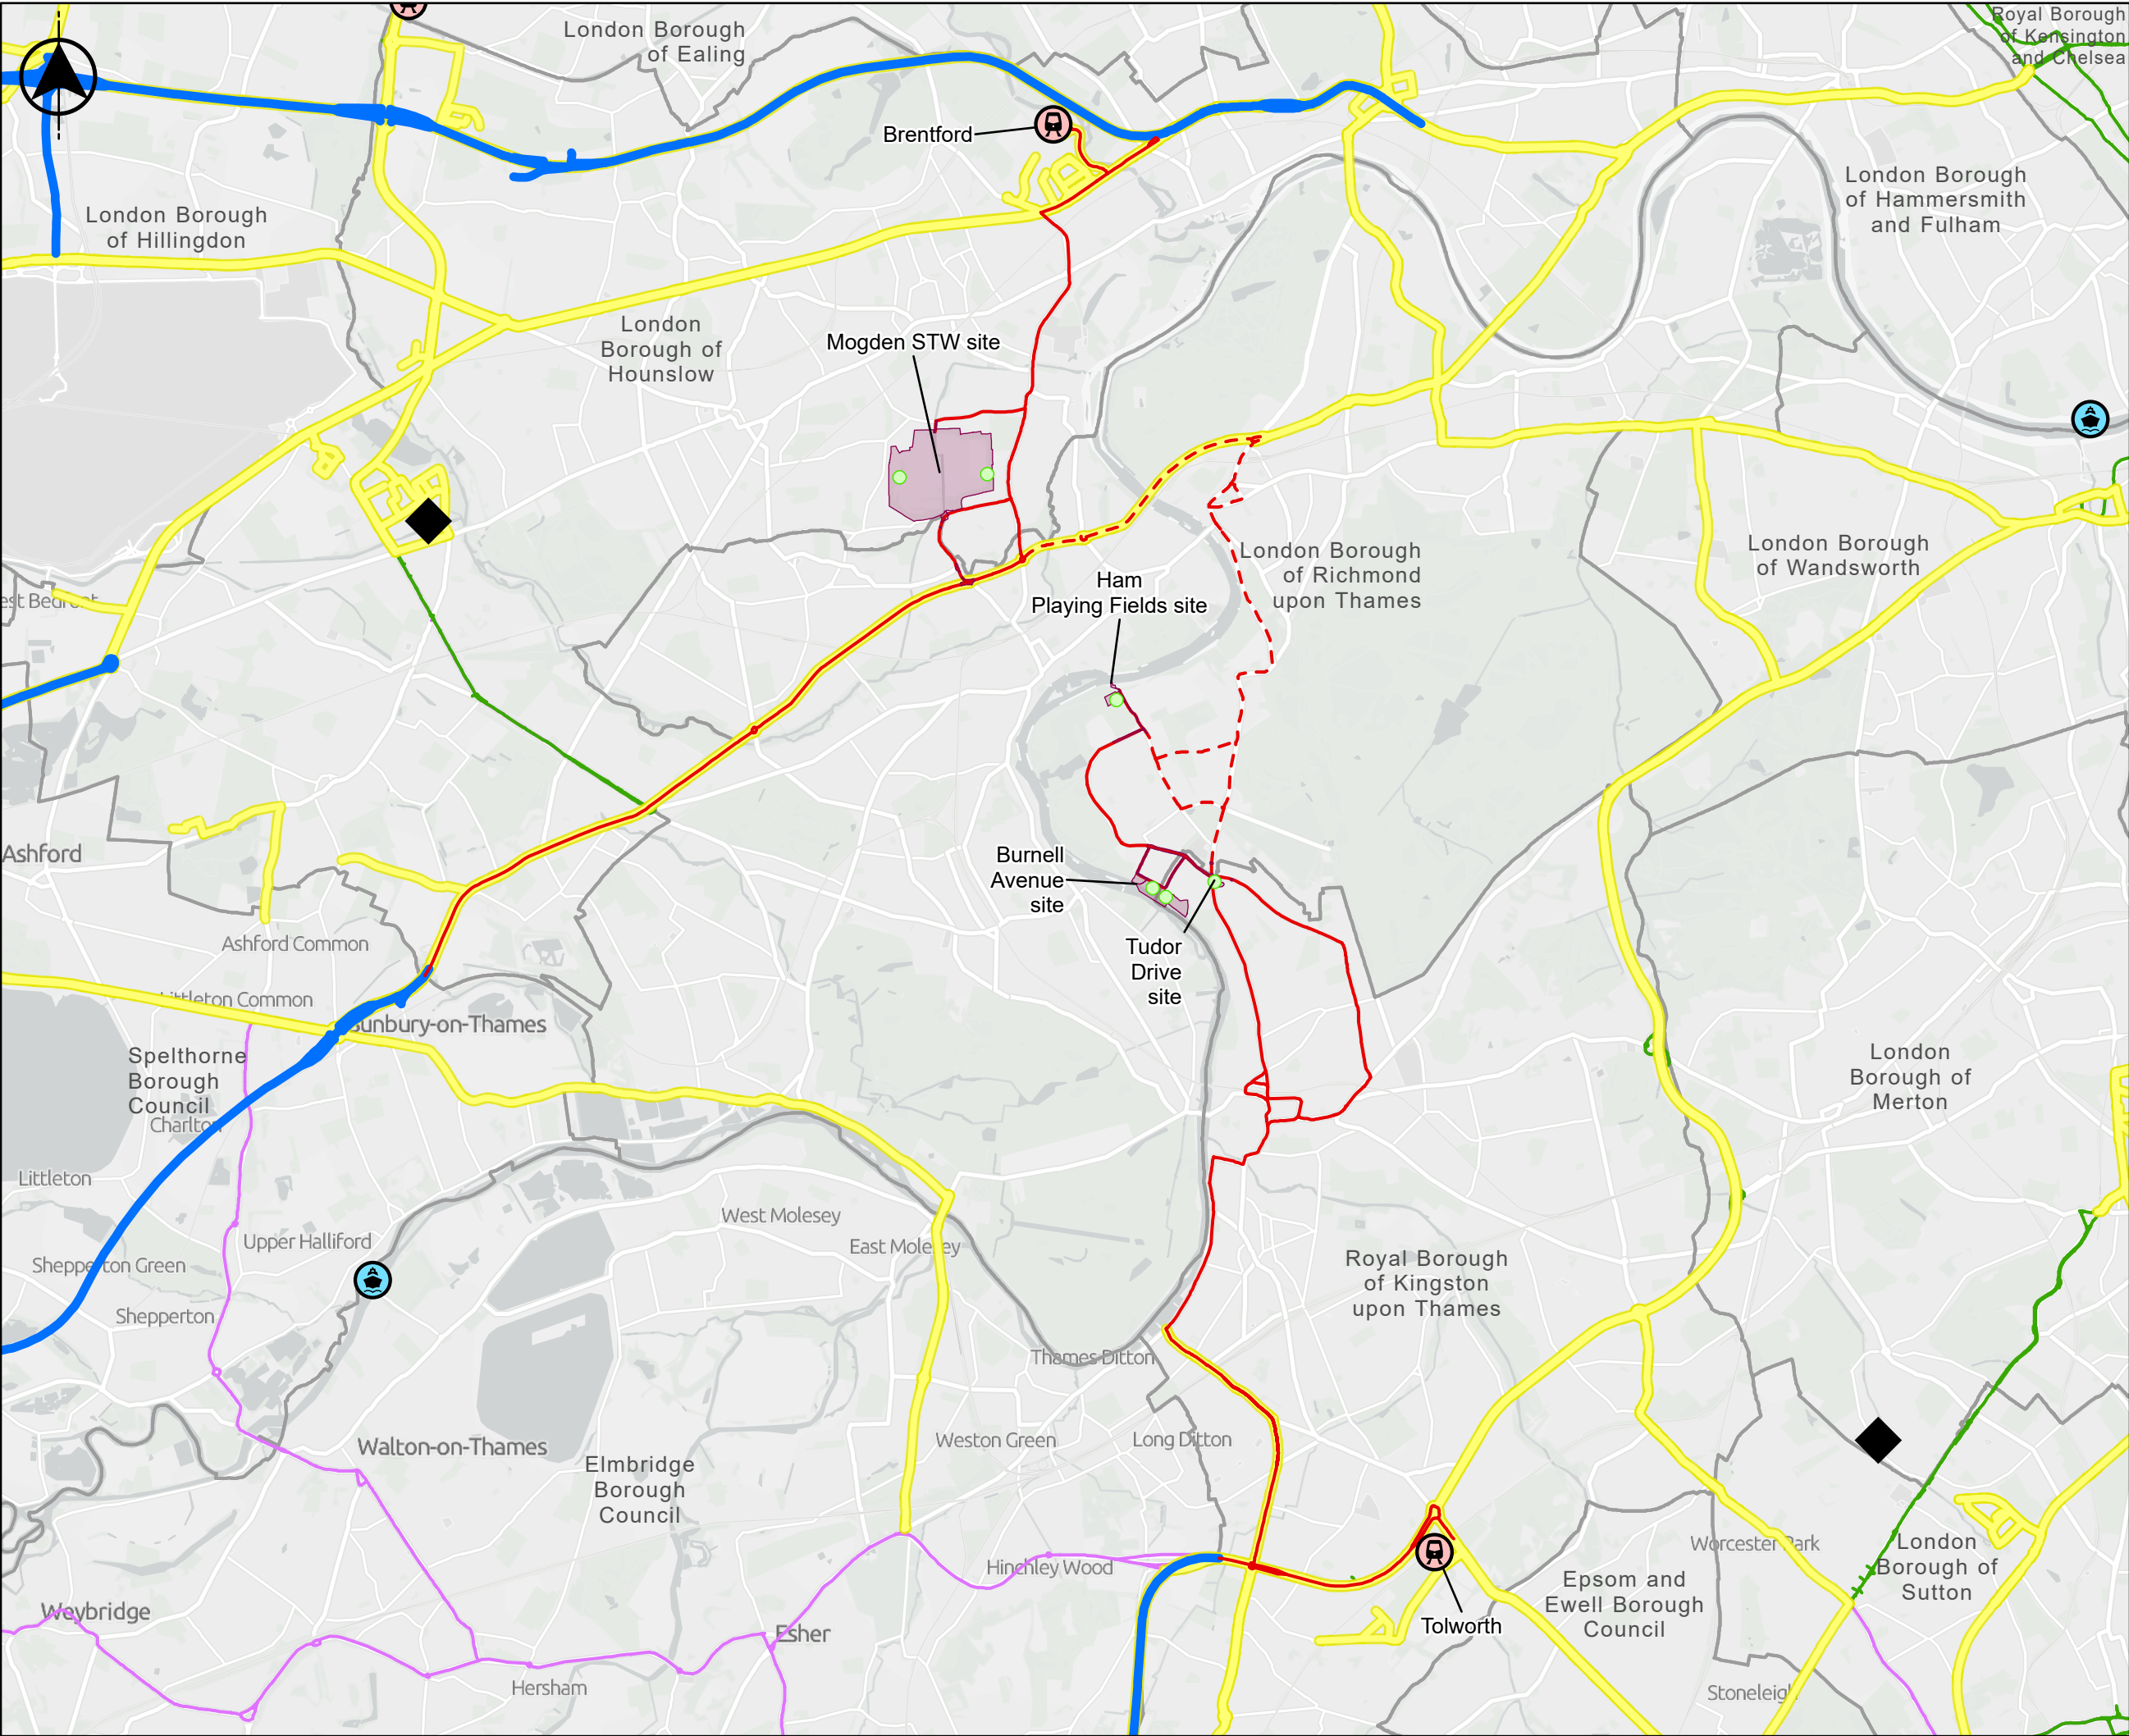 London Borough
of Ealing
Royal Borough
of Kensington
and Chelsea
Brentford
London Borough
of Hillingdon
London Borough
of Hammersmith
and Fulham
London
Borough of
Hounslow
Mogden STW site
London Borough
of Richmond
upon Thames
London Borough
of Wandsworth
Ham
Playing Fields site
est Bedfont
Ashford
Burnell
Avenue
site
Tudor
Drive
site
Ashford Common
Littleton Common
Sunbury-on-Thames
Spelthorne
Borough
Council
Charlton
London
Borough of
Merton
Littleton
Upper Halliford
West Molesey
East Molesey
Shepperton Green
Shepperton
Royal Borough
of Kingston
upon Thames
Thames Ditton
Walton-on-Thames
Weston Green
Long Ditton
Elmbridge
Borough
Council
Hinchley Wood
Worcester Park
London
Borough of
Sutton
Epsom and
Ewell Borough
Council
Tolworth
Weybridge
Esher
Hersham
Stoneleigh